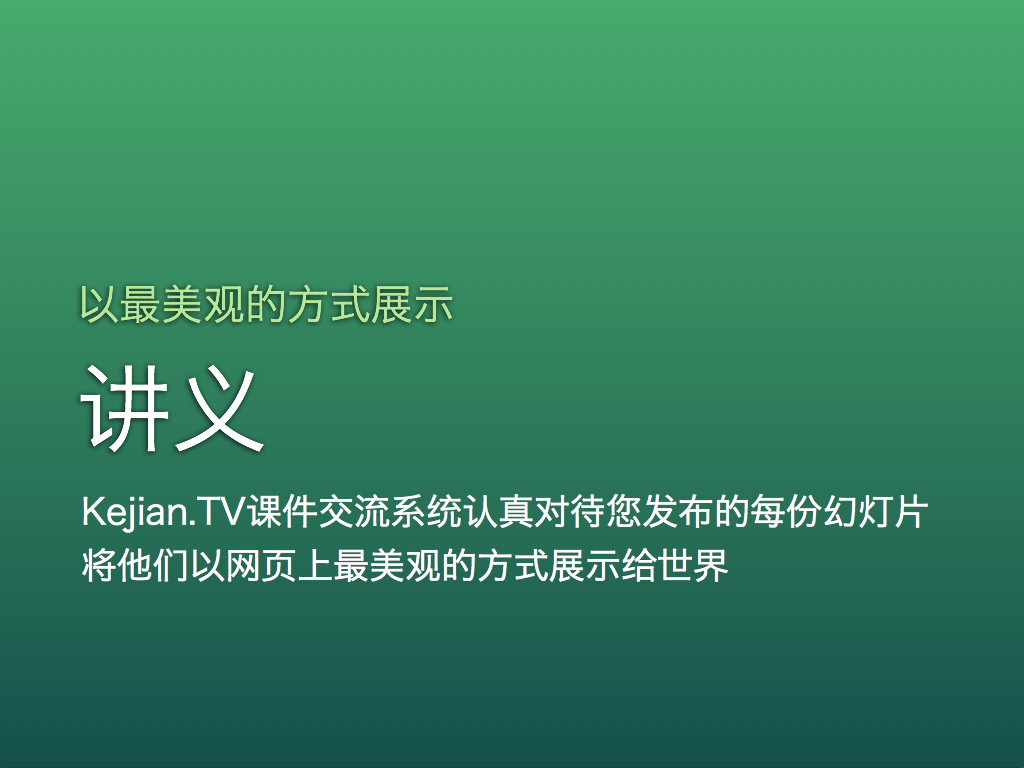 以最美观的方式展示
讲义
Kejian.TV课件交流系统认真对待您发布的每份幻灯片
将他们以网页上最美观的方式展示给世界